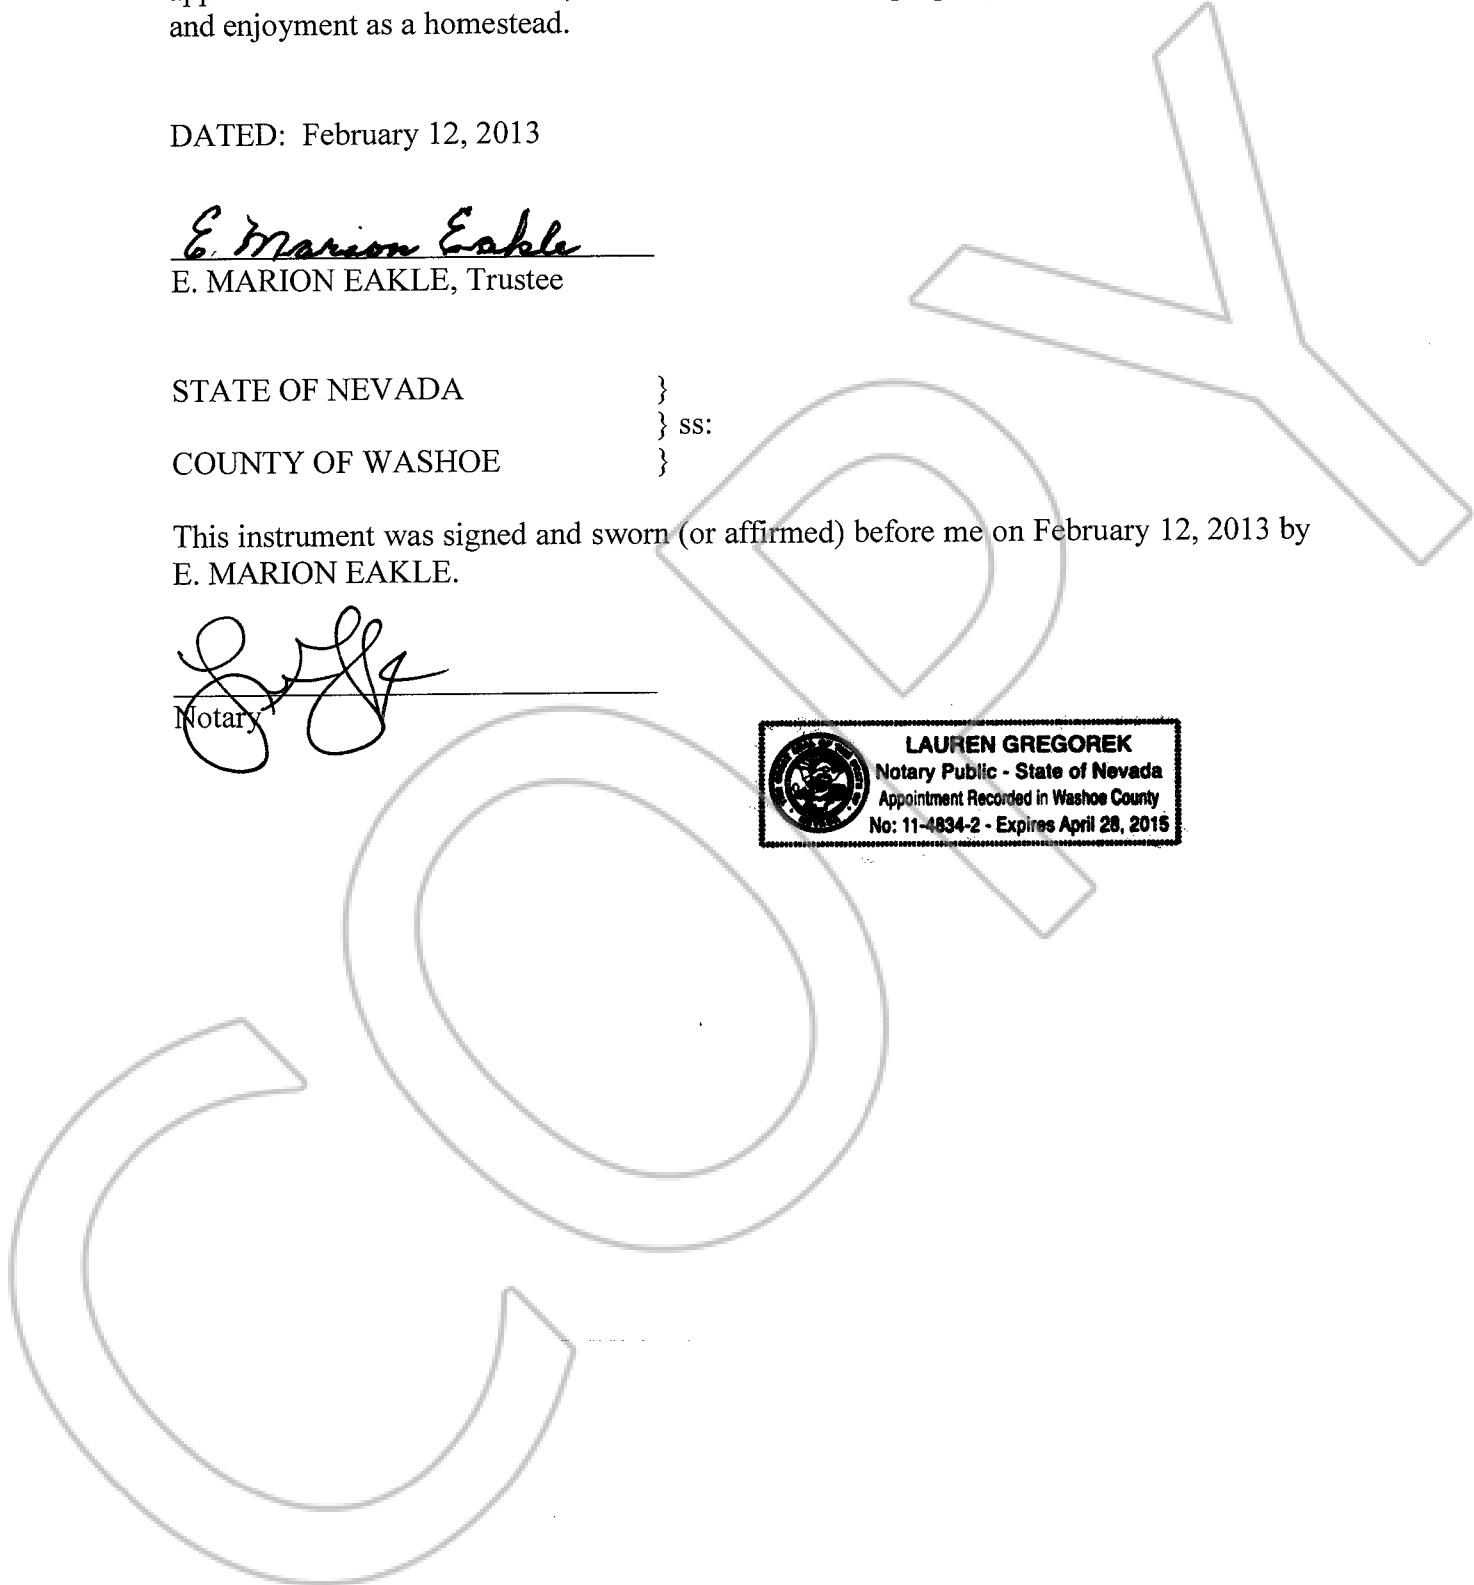 and enjoyment as a homestead.
DATED: February 12, 2013
E. Marion Eakle
E. MARION EAKLE, Trustee
STATE OF NEVADA }
} ss:
COUNTY OF WASHOE }
This instrument was signed and sworn (or affirmed) before me on February 12, 2013 by
E. MARION EAKLE.
Notary
LAUREN GREGOREK
Notary Public - State of Nevada
Appointment Recorded in Washoe County
No: 11-4834-2 - Expires April 28, 2015
COPY